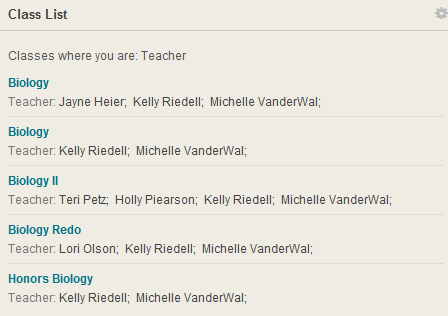 Class List
Classes where you are: Teacher
Biology
Teacher: Jayne Heier; Kelly Riedell; Michelle VanderWal;
Biology
Teacher: Kelly Riedell; Michelle VanderWal;
Biology II
Teacher: Teri Petz; Holly Piearson; Kelly Riedell; Michelle VanderWal;
Biology Redo
Teacher: Lori Olson; Kelly Riedell; Michelle VanderWal;
Honors Biology
Teacher: Kelly Riedell; Michelle VanderWal;